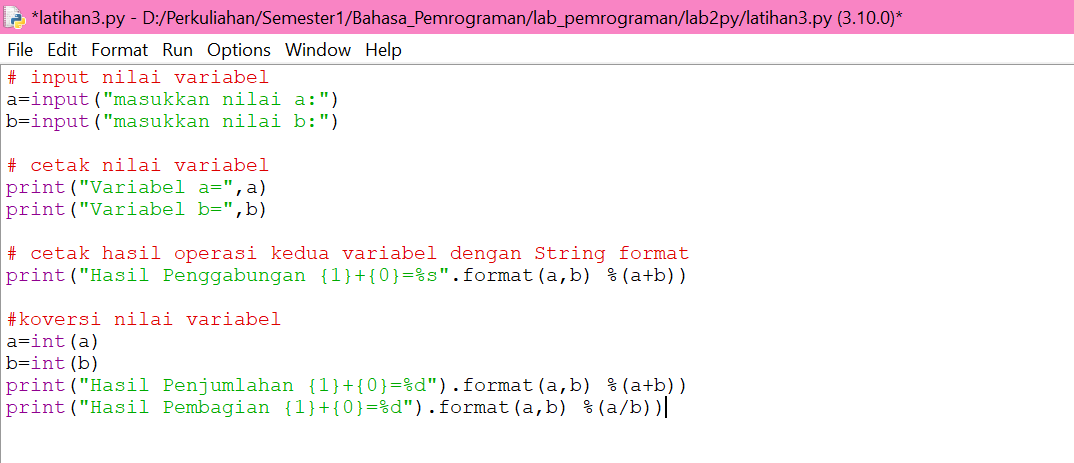 *latihan3.py - D:/Perkuliahan/Semester1/Bahasa_Pemrograman/lab_pemrograman/lab2py/latihan3.py (3.10.0)*
File Edit Format Run Options Window Help
# input nilai variabel
a=input("masukkan nilai a:")
b=input("masukkan nilai b:")
# cetak nilai variabel
print("Variabel a=",a)
print("Variabel b=",b)
# cetak hasil operasi kedua variabel dengan String format
print("Hasil Penggabungan {1}+{0}=%s".format(a,b) %(a+b))
#koversi nilai variabel
a=int(a)
b=int(b)
print("Hasil Penjumlahan {1}+{0}=%d").format(a,b) %(a+b))
print("Hasil Pembagian {1}+{0}=%d").format(a,b) %(a/b))